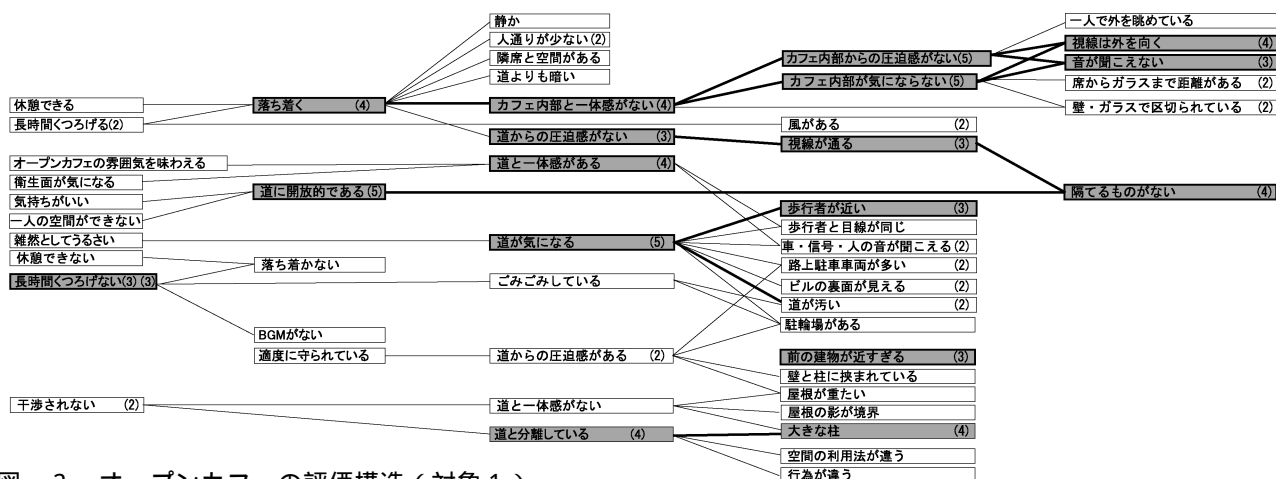 休憩できる
長時間くつろげる(2)
オープンカフェの雰囲気を味わえる
衛生面が気になる
気持ちがいい
一人の空間ができない
雑然としてうるさい
休憩できない
長時間くつろげない(3)(3)
干渉されない (2)
落ち着く (4)
道に開放的である(5)
落ち着かない
BGMがない
適度に守られている
静か
人通りが少ない(2)
隣席と空間がある
道よりも暗い
カフェ内部と一体感がない(4)
道からの圧迫感がない (3)
道と一体感がある (4)
道が気になる (5)
ごみごみしている
道からの圧迫感がある (2)
道と一体感がない
道と分離している (4)
カフェ内部からの圧迫感がない(5)
カフェ内部が気にならない(5)
風がある (2)
視線が通る (3)
歩行者が近い (3)
歩行者と目線が同じ
車・信号・人の音が聞こえる(2)
路上駐車車両が多い (2)
ビルの裏面が見える (2)
道が汚い (2)
駐輪場がある
前の建物が近すぎる (3)
壁と柱に挟まれている
屋根が重たい
屋根の影が境界
大きな柱 (4)
空間の利用法が違う
行為が違う
一人で外を眺めている
視線は外を向く (4)
音が聞こえない (3)
席からガラスまで距離がある (2)
壁・ガラスで区切られている (2)
隔てるものがない (4)
図－3 オープンカフェの評価構造(対象1)